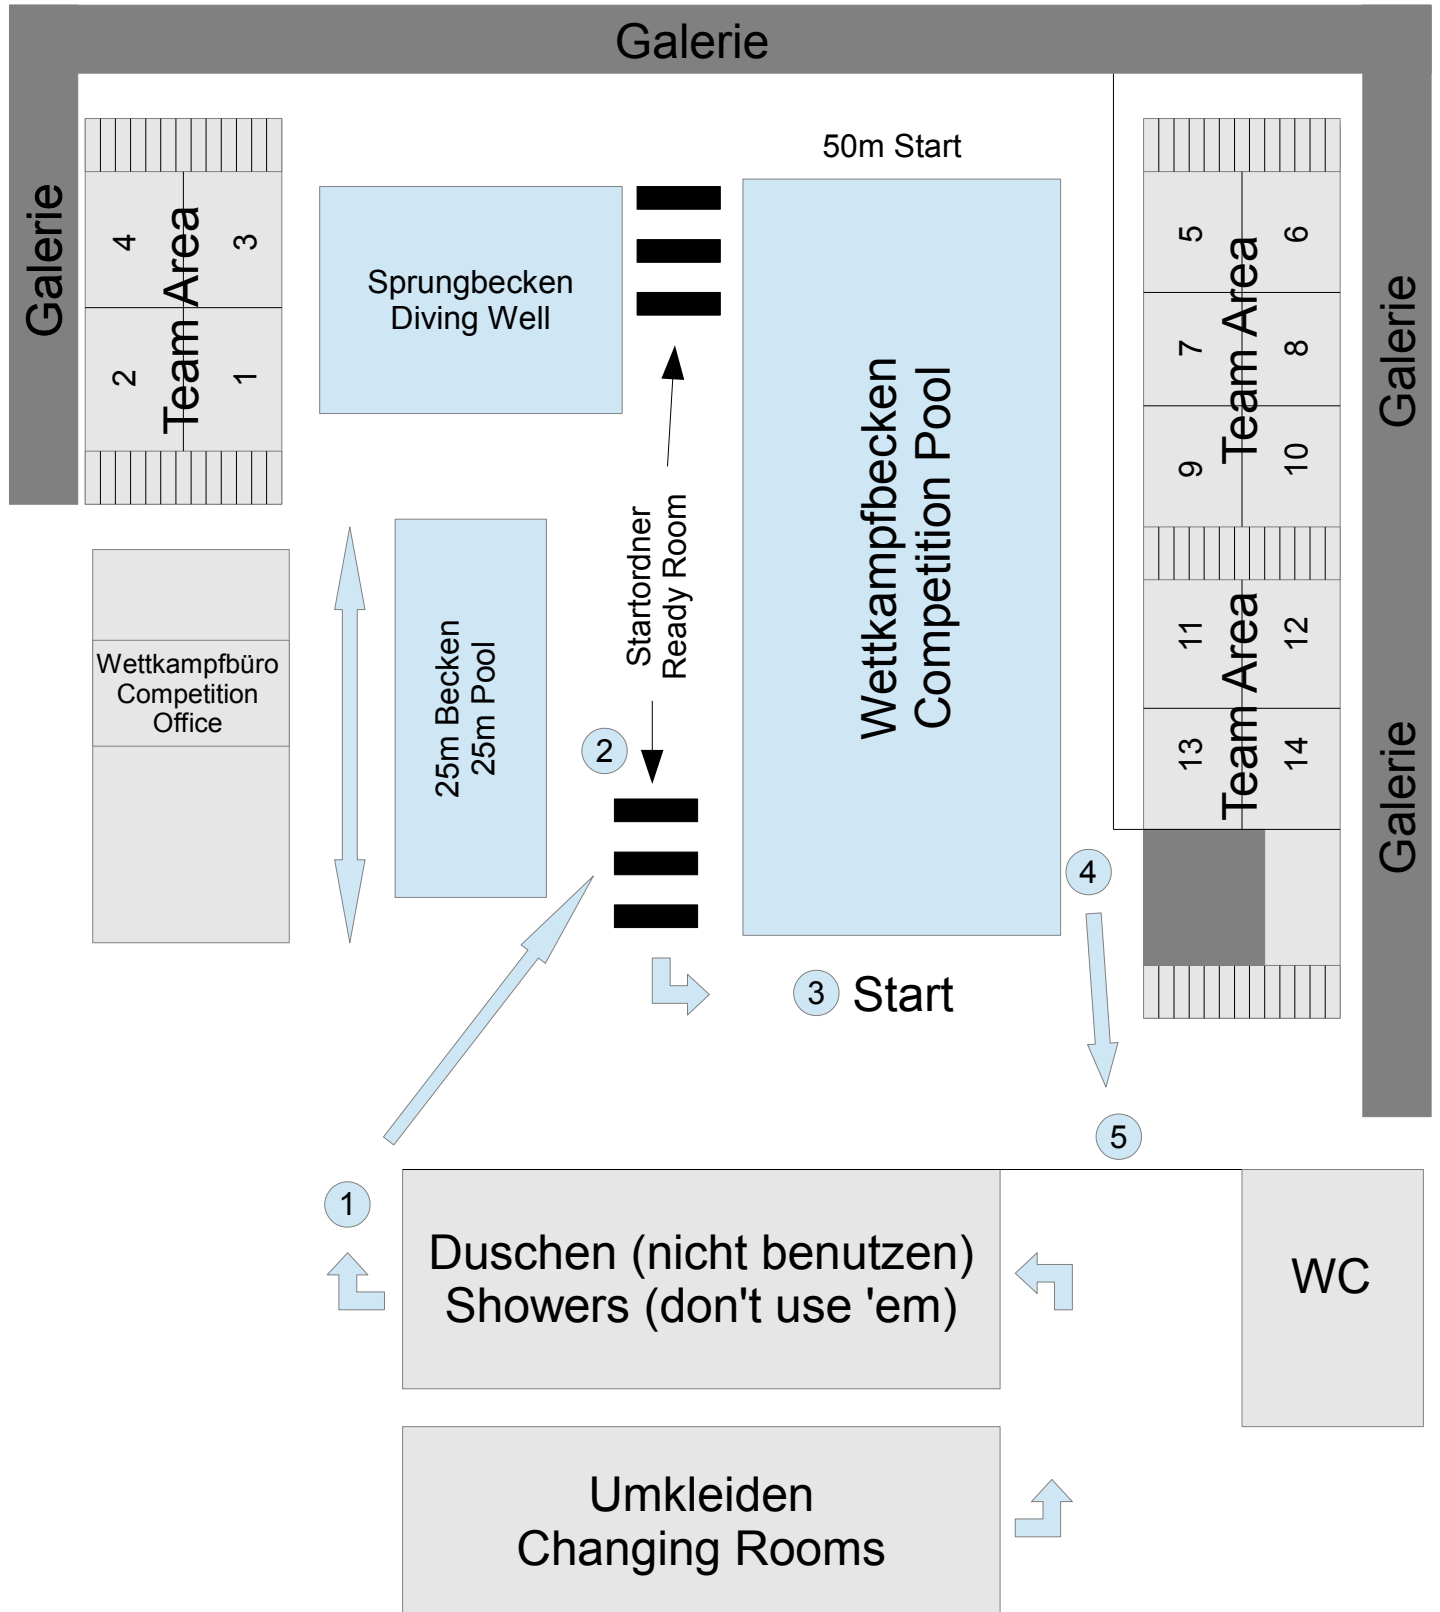 Galerie
Galerie
4
3
2
1
Team Area
Sprungbecken
Diving Well
50m Start
Wettkampfbecken
Competition Pool
Startordner
Ready Room
25m Becken
25m Pool
Wettkampfbüro
Competition
Office
5
6
7
8
9
10
Team Area
11
12
13
14
Team Area
Galerie
Galerie
2
4
3
Start
5
1
Duschen (nicht benutzen)
Showers (don't use 'em)
WC
Umkleiden
Changing Rooms